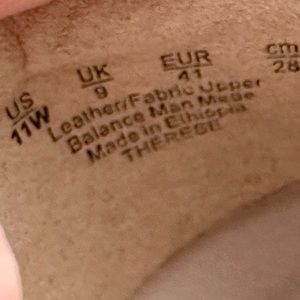 US UK EUR cm
11W 9 41 28
Leather/Fabric Upper
Balance Man Made
Made in Ethiopia
THERESE